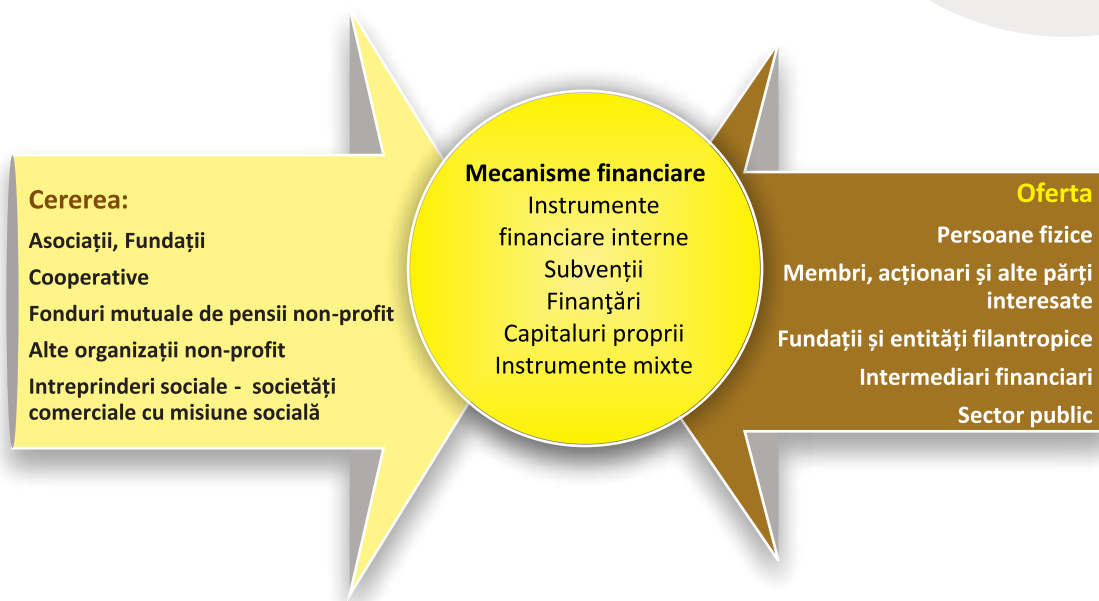 Cererea:
Asociații, Fundații
Cooperative
Fonduri mutuale de pensii non-profit
Alte organizații non-profit
Intreprinderi sociale - societăți
comerciale cu misiune socială
Mecanisme financiare
Instrumente
financiare interne
Subvenții
Finanţări
Capitaluri proprii
Instrumente mixte
Oferta
Persoane fizice
Membri, acționari și alte părți
interesate
Fundații și entități filantropice
Intermediari financiari
Sector public